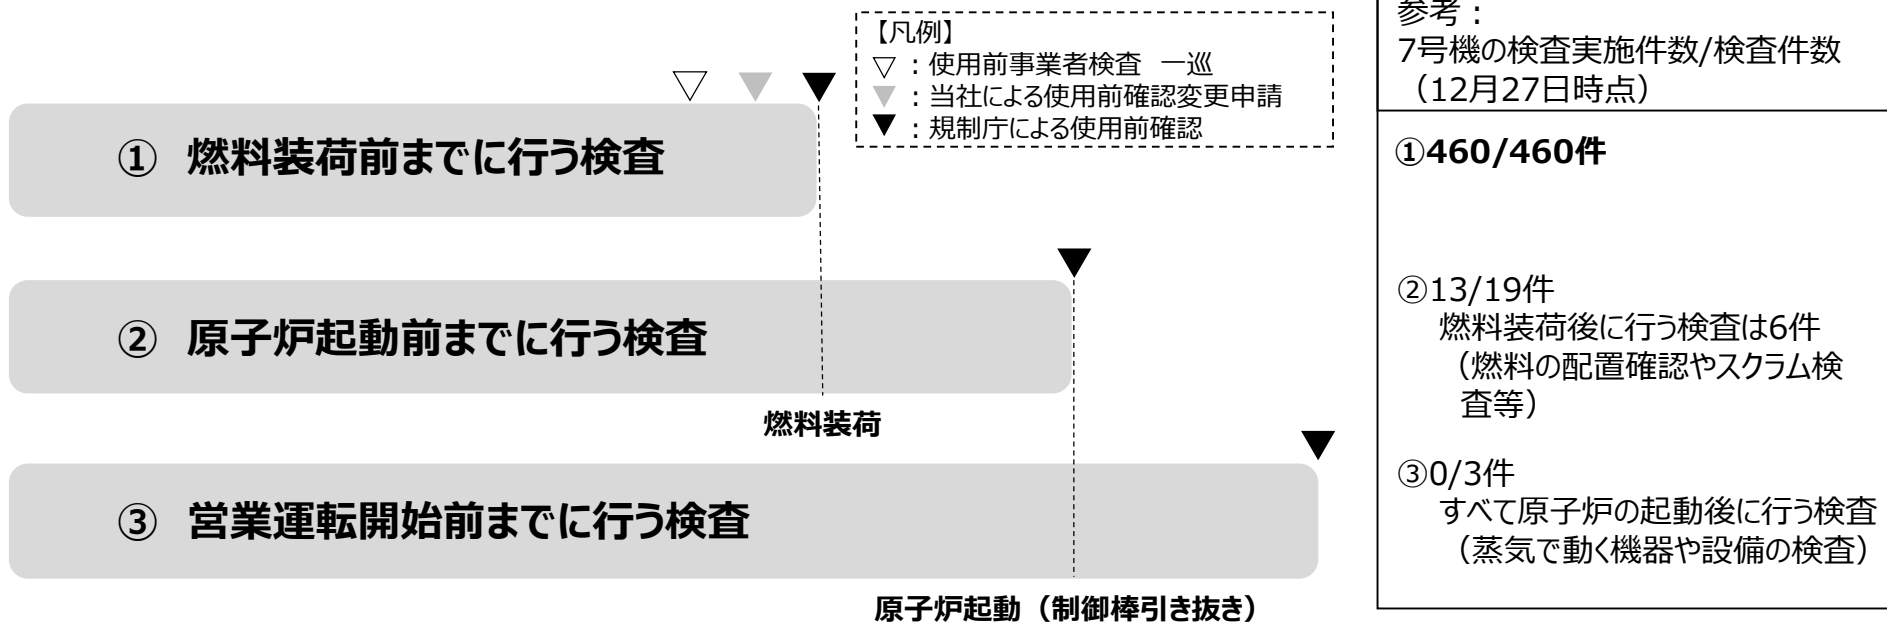 【凡例】
▽：使用前事業者検査　一巡
▼：当社による使用前確認変更申請
▼：規制庁による使用前確認
① 燃料装荷前までに行う検査
② 原子炉起動前までに行う検査
燃料装荷
③ 営業運転開始前までに行う検査
原子炉起動（制御棒引き抜き）
参考：
7号機の検査実施件数/検査件数
（12月27日時点）
①460/460件
②13/19件
燃料装荷後に行う検査は6件
（燃料の配置確認やスクラム検
査等）
③0/3件
すべて原子炉の起動後に行う検査
（蒸気で動く機器や設備の検査）